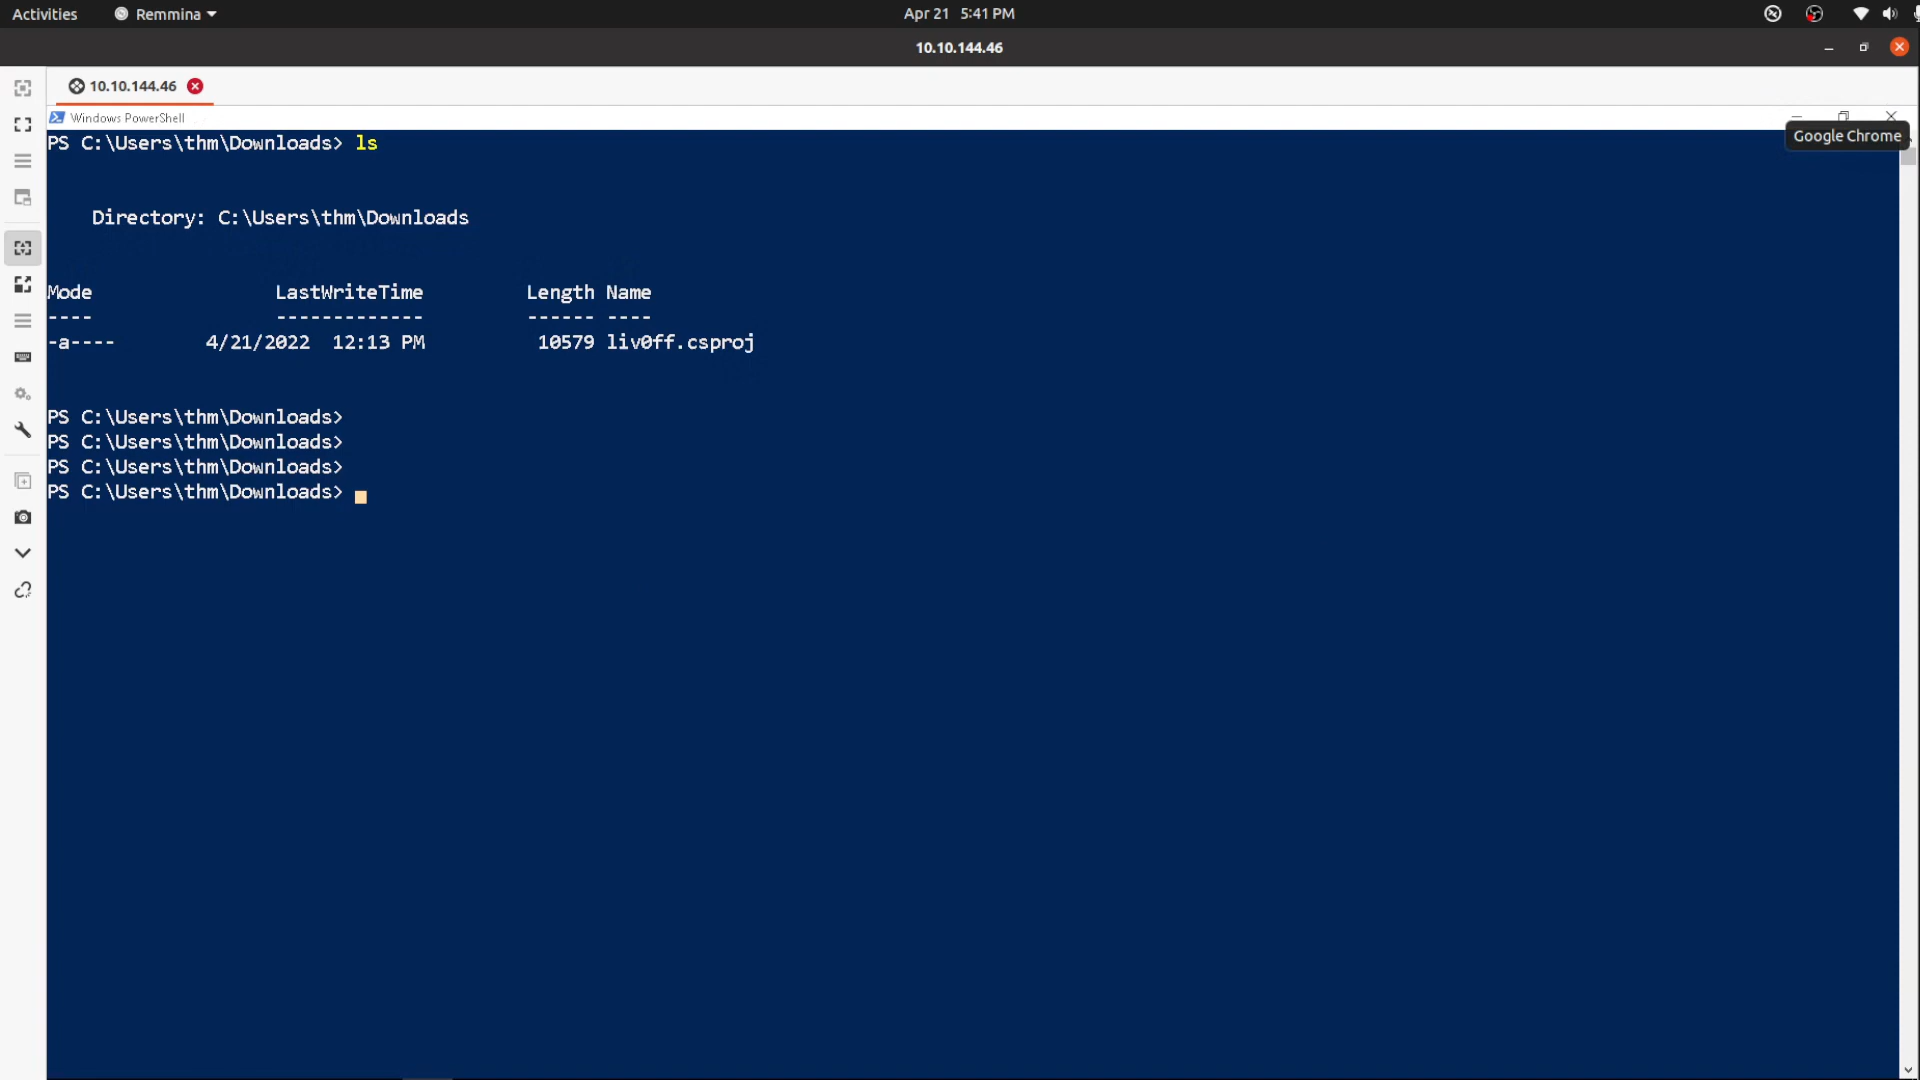 Activities Remmina Apr 21 5:41 PM
10.10.144.46
10.10.144.46
Windows PowerShell
Google Chrome
PS C:\Users\thm\Downloads> ls
Directory: C:\Users\thm\Downloads
Mode LastWriteTime Length Name
---- ------------- ------ ----
-a---- 4/21/2022 12:13 PM 10579 liv0ff.csproj
PS C:\Users\thm\Downloads>
PS C:\Users\thm\Downloads>
PS C:\Users\thm\Downloads>
PS C:\Users\thm\Downloads>